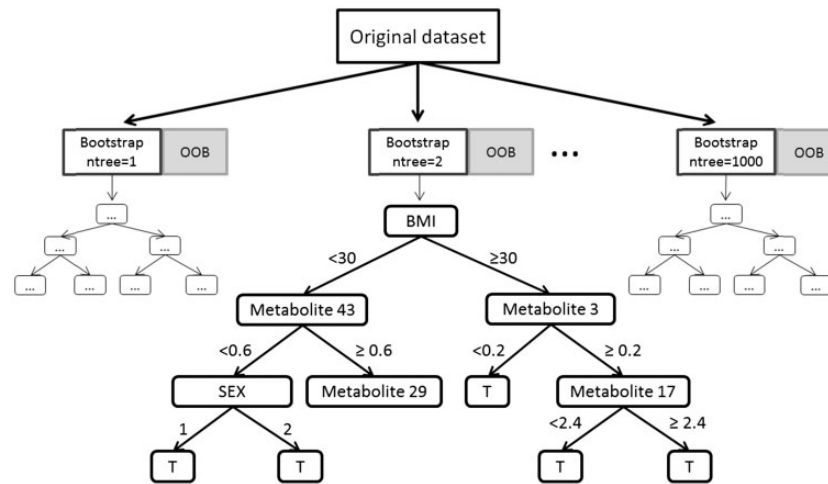 Original dataset
Bootstrap
ntree=1
OOB
Bootstrap
ntree=2
OOB
...
Bootstrap
ntree=1000
OOB
...
...
...
...
...
...
...
BMI
...
...
...
...
...
...
...
<30
≥30
Metabolite 43
Metabolite 3
<0.6
≥ 0.6
<0.2
≥ 0.2
SEX
Metabolite 29
T
Metabolite 17
1
2
<2.4
≥ 2.4
T
T
T
T